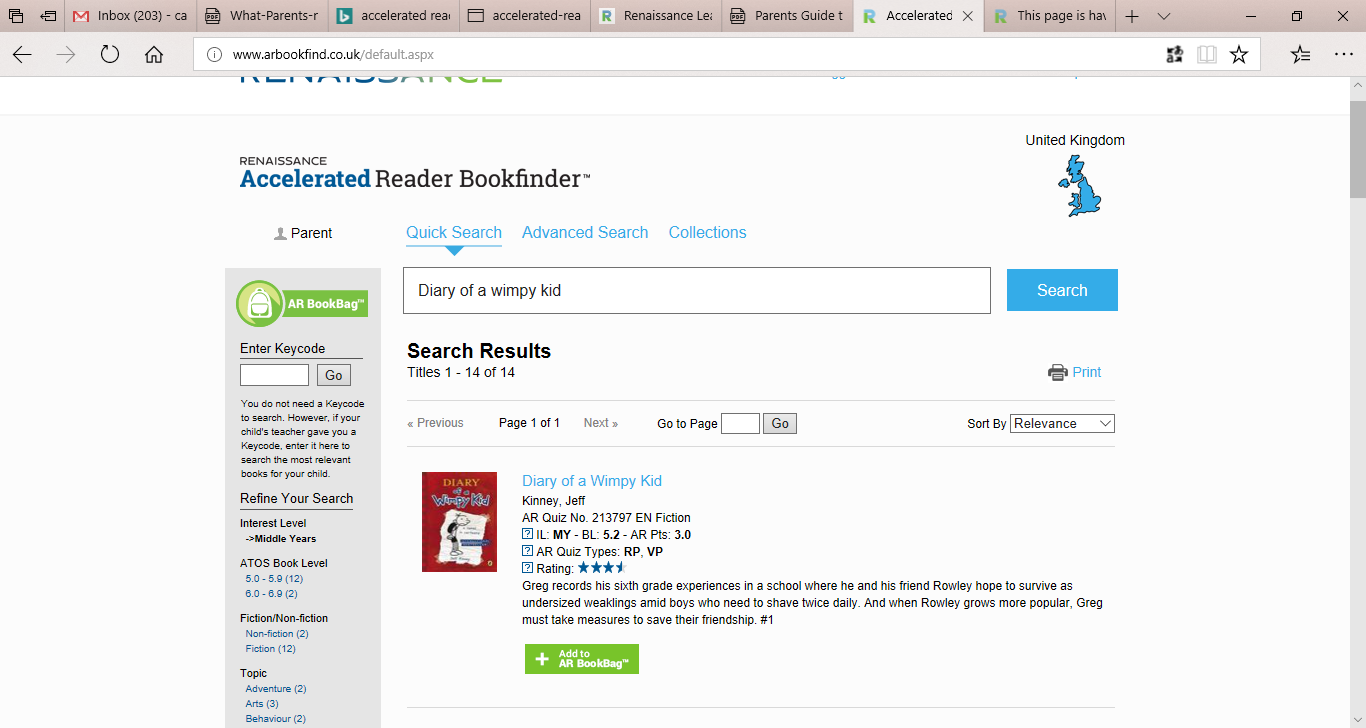 Inbox (203) - ca
What-Parents-r
accelerated rea
accelerated-rea
Renaissance Lea
Parents Guide t
Accelerated
This page is hav
www.arbookfind.co.uk/default.aspx
RENAISSANCE
United Kingdom
RENAISSANCE
Accelerated Reader Bookfinder™
Parent
Quick Search
Advanced Search
Collections
Diary of a wimpy kid
Search
AR BookBag™
Enter Keycode
Go
You do not need a Keycode
to search. However, if your
child's teacher gave you a
Keycode, enter it here to
search the most relevant
books for your child.
Refine Your Search
Interest Level
->Middle Years
ATOS Book Level
5.0 - 5.9 (12)
6.0 - 6.9 (2)
Fiction/Non-fiction
Non-fiction (2)
Fiction (12)
Topic
Adventure (2)
Arts (3)
Behaviour (2)
Search Results
Titles 1 - 14 of 14
Print
« Previous
Page 1 of 1
Next »
Go to Page
Go
Sort By Relevance
DIARY
of a
Wimpy Kid
Diary of a Wimpy Kid
Kinney, Jeff
AR Quiz No. 213797 EN Fiction
? IL: MY - BL: 5.2 - AR Pts: 3.0
? AR Quiz Types: RP, VP
? Rating:
Greg records his sixth grade experiences in a school where he and his friend Rowley hope to survive as
undersized weaklings amid boys who need to shave twice daily. And when Rowley grows more popular, Greg
must take measures to save their friendship. #1
Add to
AR BookBag™